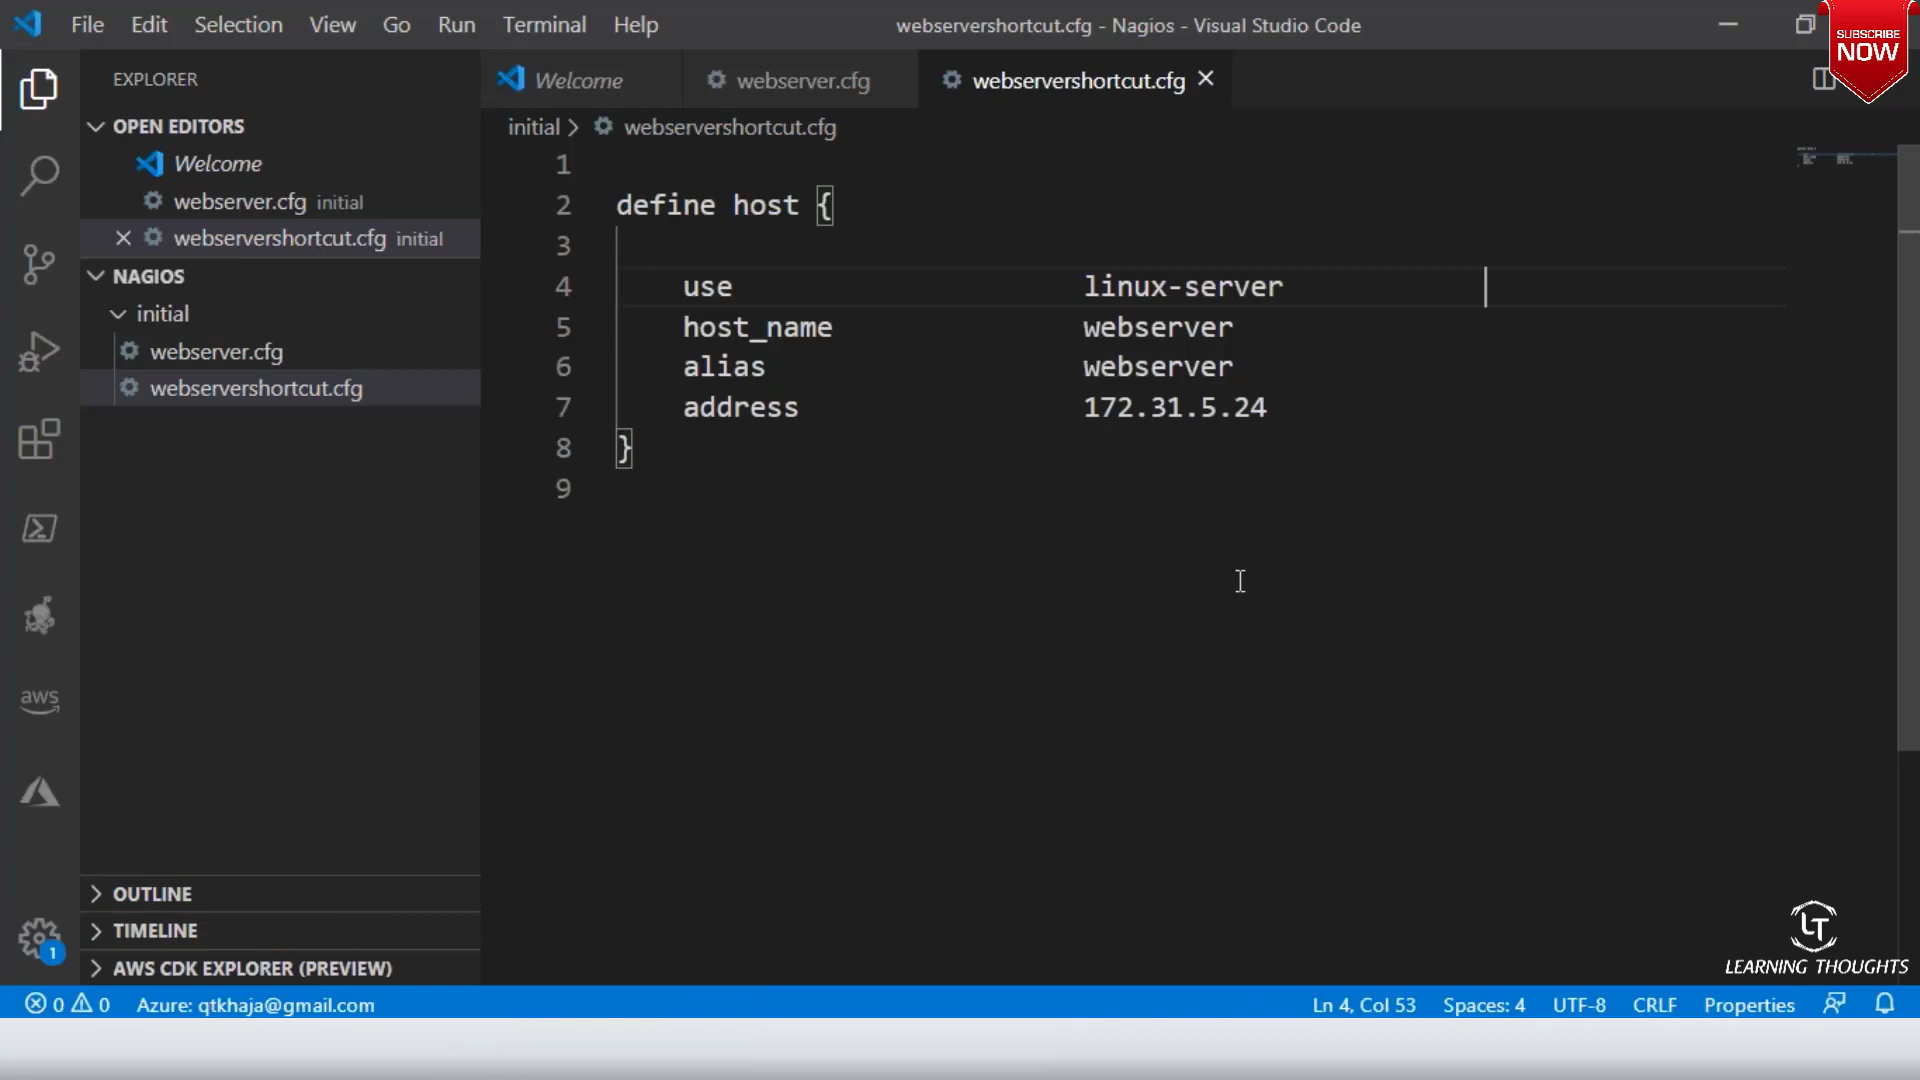 File Edit Selection View Go Run Terminal Help
webservershortcut.cfg - Nagios - Visual Studio Code
SUBSCRIBE
NOW
EXPLORER
OPEN EDITORS
Welcome
webserver.cfg initial
webservershortcut.cfg initial
NAGIOS
initial
webserver.cfg
webservershortcut.cfg
OUTLINE
TIMELINE
AWS CDK EXPLORER (PREVIEW)
aws
1
Welcome webserver.cfg webservershortcut.cfg
initial > webservershortcut.cfg
1
2 define host {
3
4 use linux-server
5 host_name webserver
6 alias webserver
7 address 172.31.5.24
8 }
9
LT
LEARNING THOUGHTS
0 0 Azure: qtkhaja@gmail.com Ln 4, Col 53 Spaces: 4 UTF-8 CRLF Properties